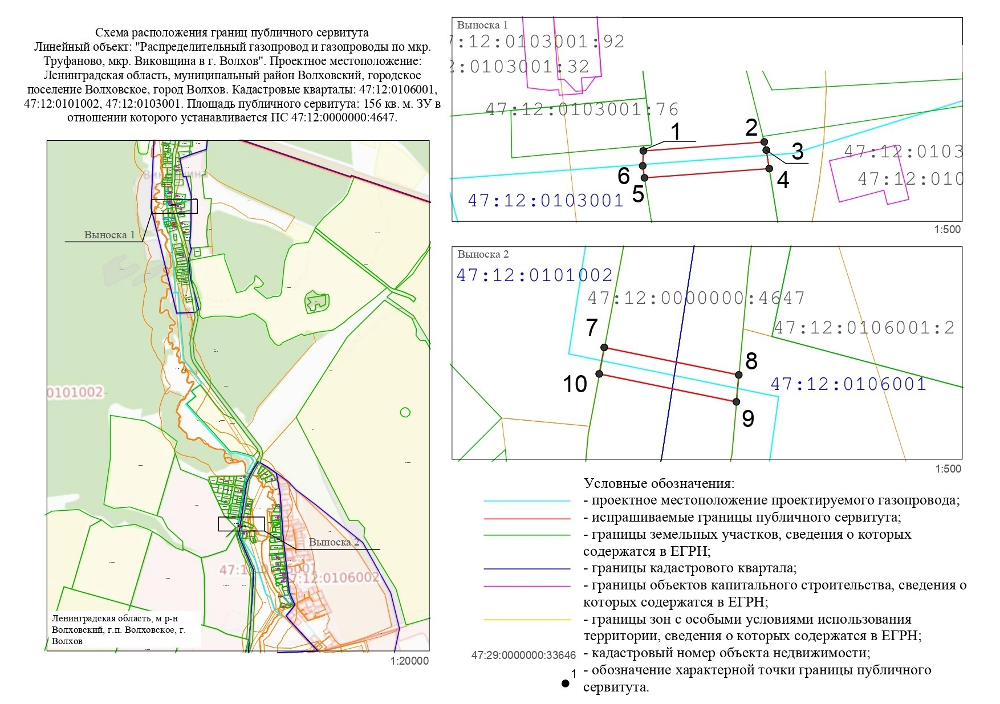 Схема расположения границ публичного сервитута
Линейный объект: "Распределительный газопровод и газопроводы по мкр.
Труфаново, мкр. Виковщина в г. Волхов". Проектное местоположение:
Ленинградская область, муниципальный район Волховский, городское
поселение Волховское, город Волхов. Кадастровые кварталы: 47:12:0106001,
47:12:0101002, 47:12:0103001. Площадь публичного сервитута: 156 кв. м. ЗУ в
отношении которого устанавливается ПС 47:12:0000000:4647.
Выноска 1
0101002
Выноска 2
47:12:0106002
Ленинградская область, м.р-н
Волховский, г.п. Волховское, г.
Волхов
1:20000
Выноска 1
:12:0103001:92
:0103001:32
47:12:0103001:76
1
2
3
47:12:0103
4
47:12:010
6
5
47:12:0103001
1:500
Выноска 2
47:12:0101002
47:12:0000000:4647
7
47:12:0106001:2
8
10
47:12:0106001
9
1:500
Условные обозначения:
- проектное местоположение проектируемого газопровода;
- испрашиваемые границы публичного сервитута;
- границы земельных участков, сведения о которых
содержатся в ЕГРН;
- границы кадастрового квартала;
- границы объектов капитального строительства, сведения о
которых содержатся в ЕГРН;
- границы зон с особыми условиями использования
территории, сведения о которых содержатся в ЕГРН;
47:29:0000000:33646 - кадастровый номер объекта недвижимости;
1 - обозначение характерной точки границы публичного
сервитута.